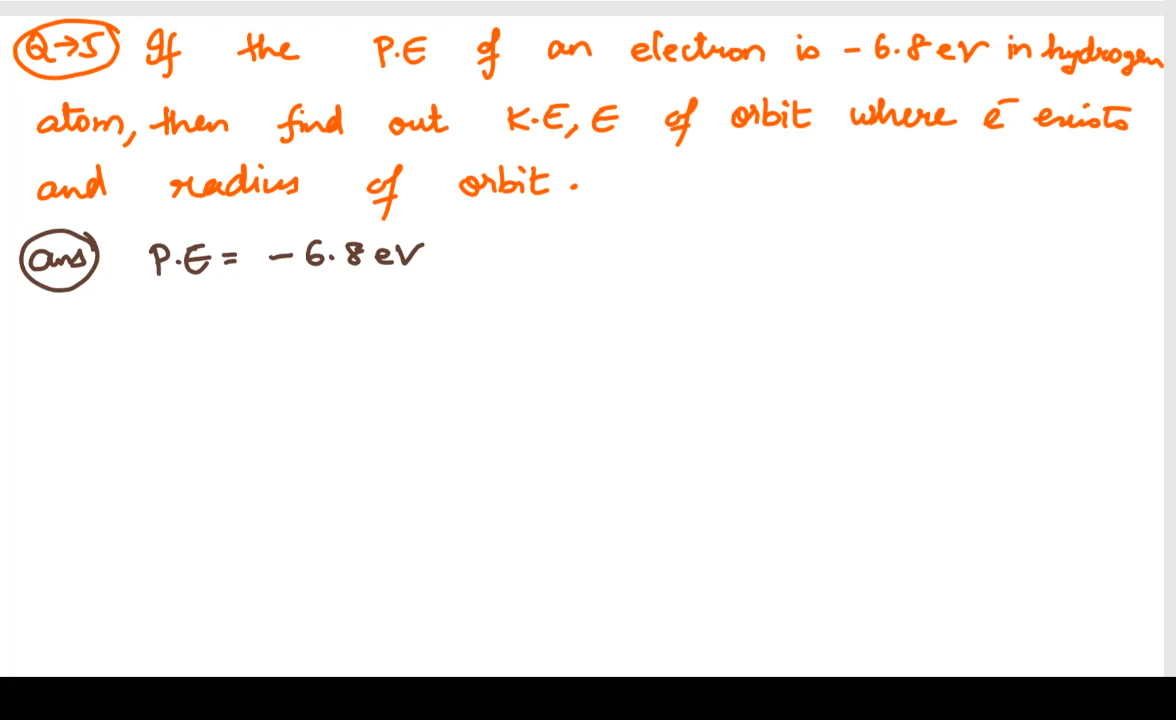 Q→5 If the P.E of an electron is -6.8 eV in hydrogen
atom, then find out K.E, E of orbit where e⁻ exists
and radius of orbit.
Ans P.E = -6.8 eV